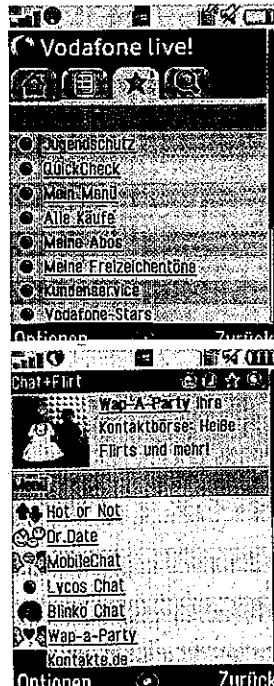 Vodafone live!
Jugendschutz
QuickCheck
Mein Menü
Alle Käufe
Meine Abos
Meine Freizeichentöne
Kundenservice
Vodafone-Stars
Optionen Zurück
Chat+Flirt
Wap-A-Party Ihre
Kontaktbörse: Heiße
Flirts und mehr!
Menü
Hot or Not
Dr.Date
MobileChat
Lycos Chat
Blinko Chat
Wap-a-Party
Kontakte.de
Optionen Zurück